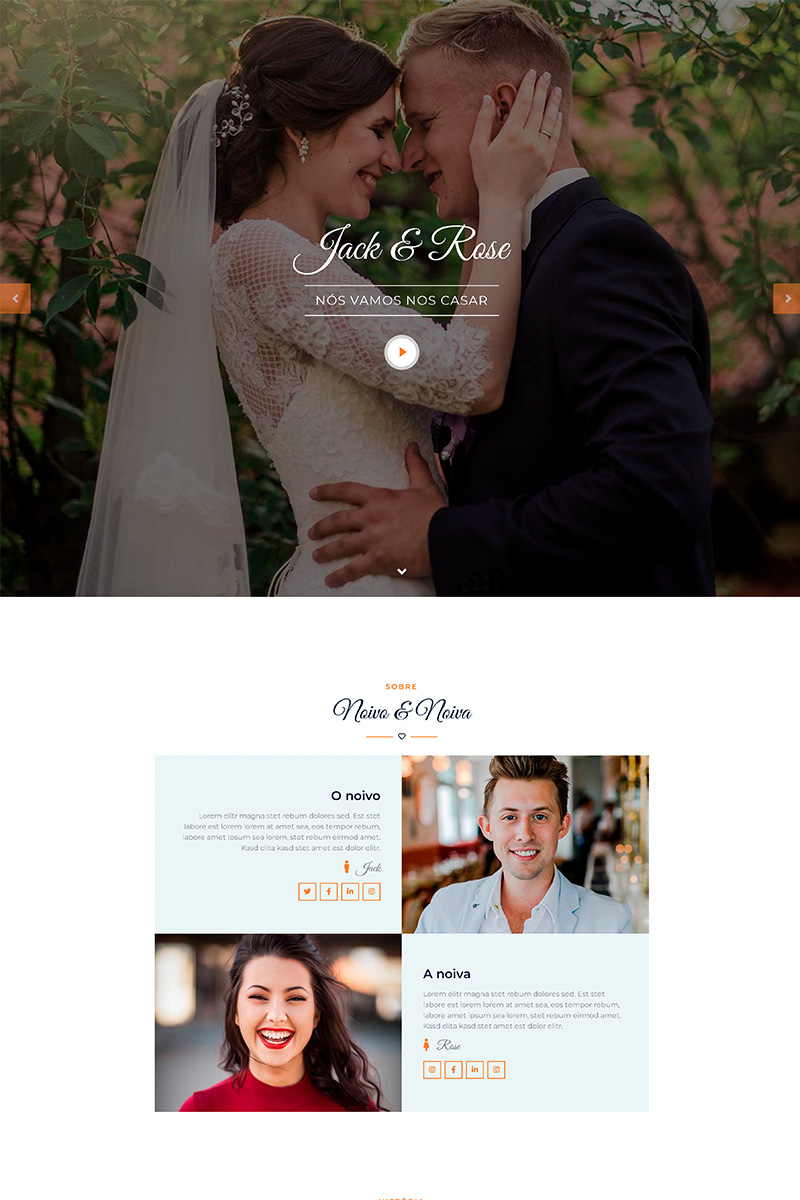 Jack & Rose
NÓS VAMOS NOS CASAR
SOBRE
Noivo & Noiva
O noivo
Lorem elitr magna stet rebum dolores sed. Est stet
labore est lorem lorem at amet sea, eos tempor rebum,
labore amet ipsum sea lorem, stet rebum eirmod amet.
Kasd clita kasd stet amet est dolor elitr.
Jack
A noiva
Lorem elitr magna stet rebum dolores sed. Est stet
labore est lorem lorem at amet sea, eos tempor rebum,
labore amet ipsum sea lorem, stet rebum eirmod amet.
Kasd clita kasd stet amet est dolor elitr.
Rose